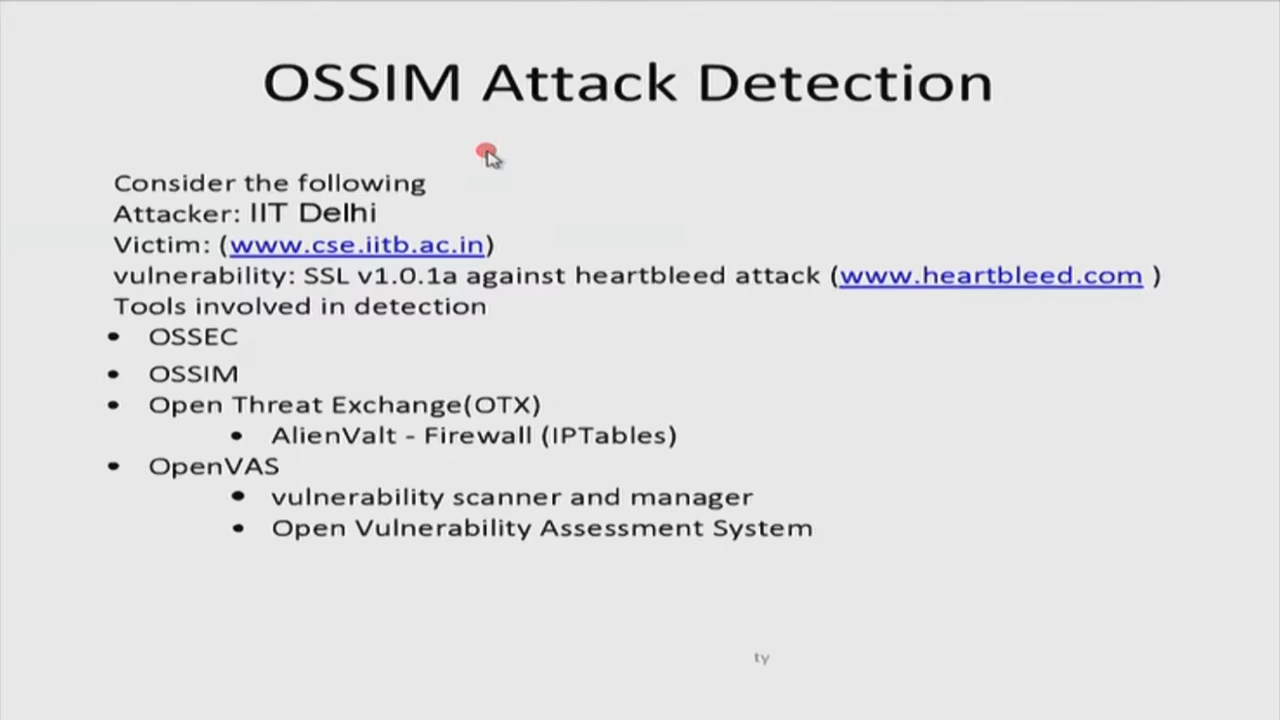 OSSIM Attack Detection
Consider the following
Attacker: IIT Delhi
Victim: (www.cse.iitb.ac.in)
vulnerability: SSL v1.0.1a against heartbleed attack (www.heartbleed.com )
Tools involved in detection
• OSSEC
• OSSIM
• Open Threat Exchange(OTX)
• AlienValt - Firewall (IPTables)
• OpenVAS
• vulnerability scanner and manager
• Open Vulnerability Assessment System
ty